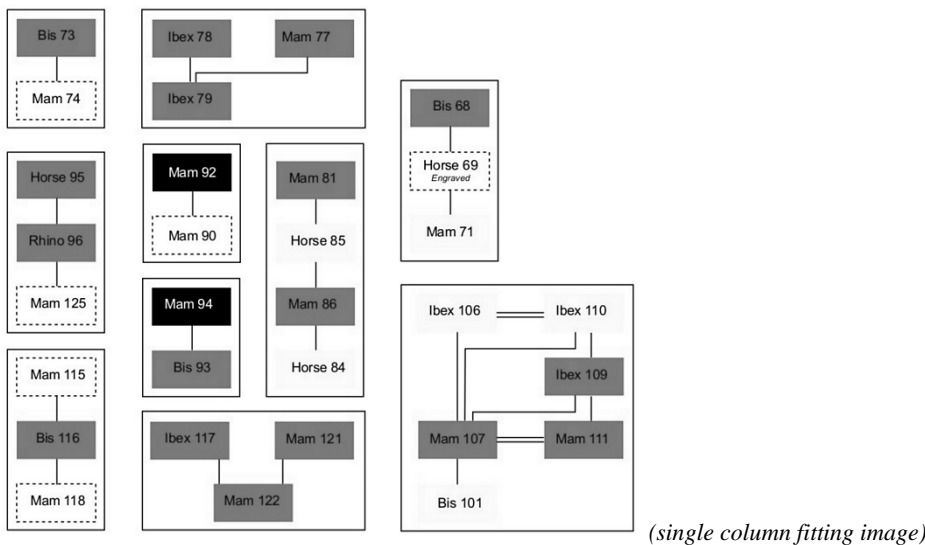 Bis 73
Mam 74
Ibex 78
Mam 77
Ibex 79
Bis 68
Horse 69
Engraved
Mam 71
Horse 95
Rhino 96
Mam 125
Mam 92
Mam 90
Mam 81
Horse 85
Mam 86
Horse 84
Mam 94
Bis 93
Ibex 106
Ibex 110
Ibex 109
Mam 107
Mam 111
Bis 101
Mam 115
Bis 116
Mam 118
Ibex 117
Mam 121
Mam 122
(single column fitting image)